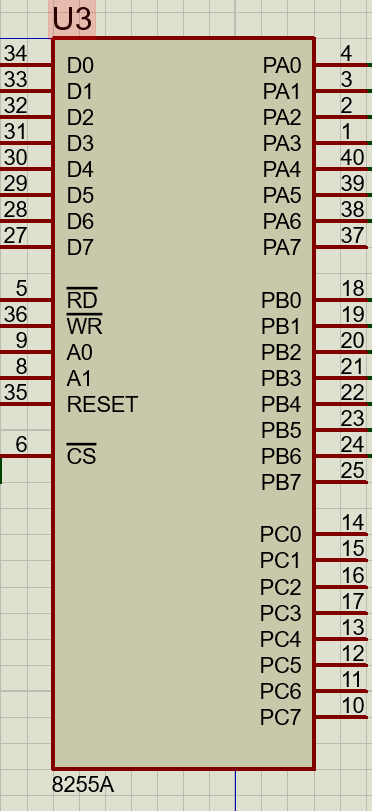 U3
34 D0 PA0 4
33 D1 PA1 3
32 D2 PA2 2
31 D3 PA3 1
30 D4 PA4 40
29 D5 PA5 39
28 D6 PA6 38
27 D7 PA7 37
5 R̅D̅ PB0 18
36 W̅R̅ PB1 19
9 A0 PB2 20
8 A1 PB3 21
35 RESET PB4 22
PB5 23
6 C̅S̅ PB6 24
PB7 25
PC0 14
PC1 15
PC2 16
PC3 17
PC4 13
PC5 12
PC6 11
PC7 10
8255A